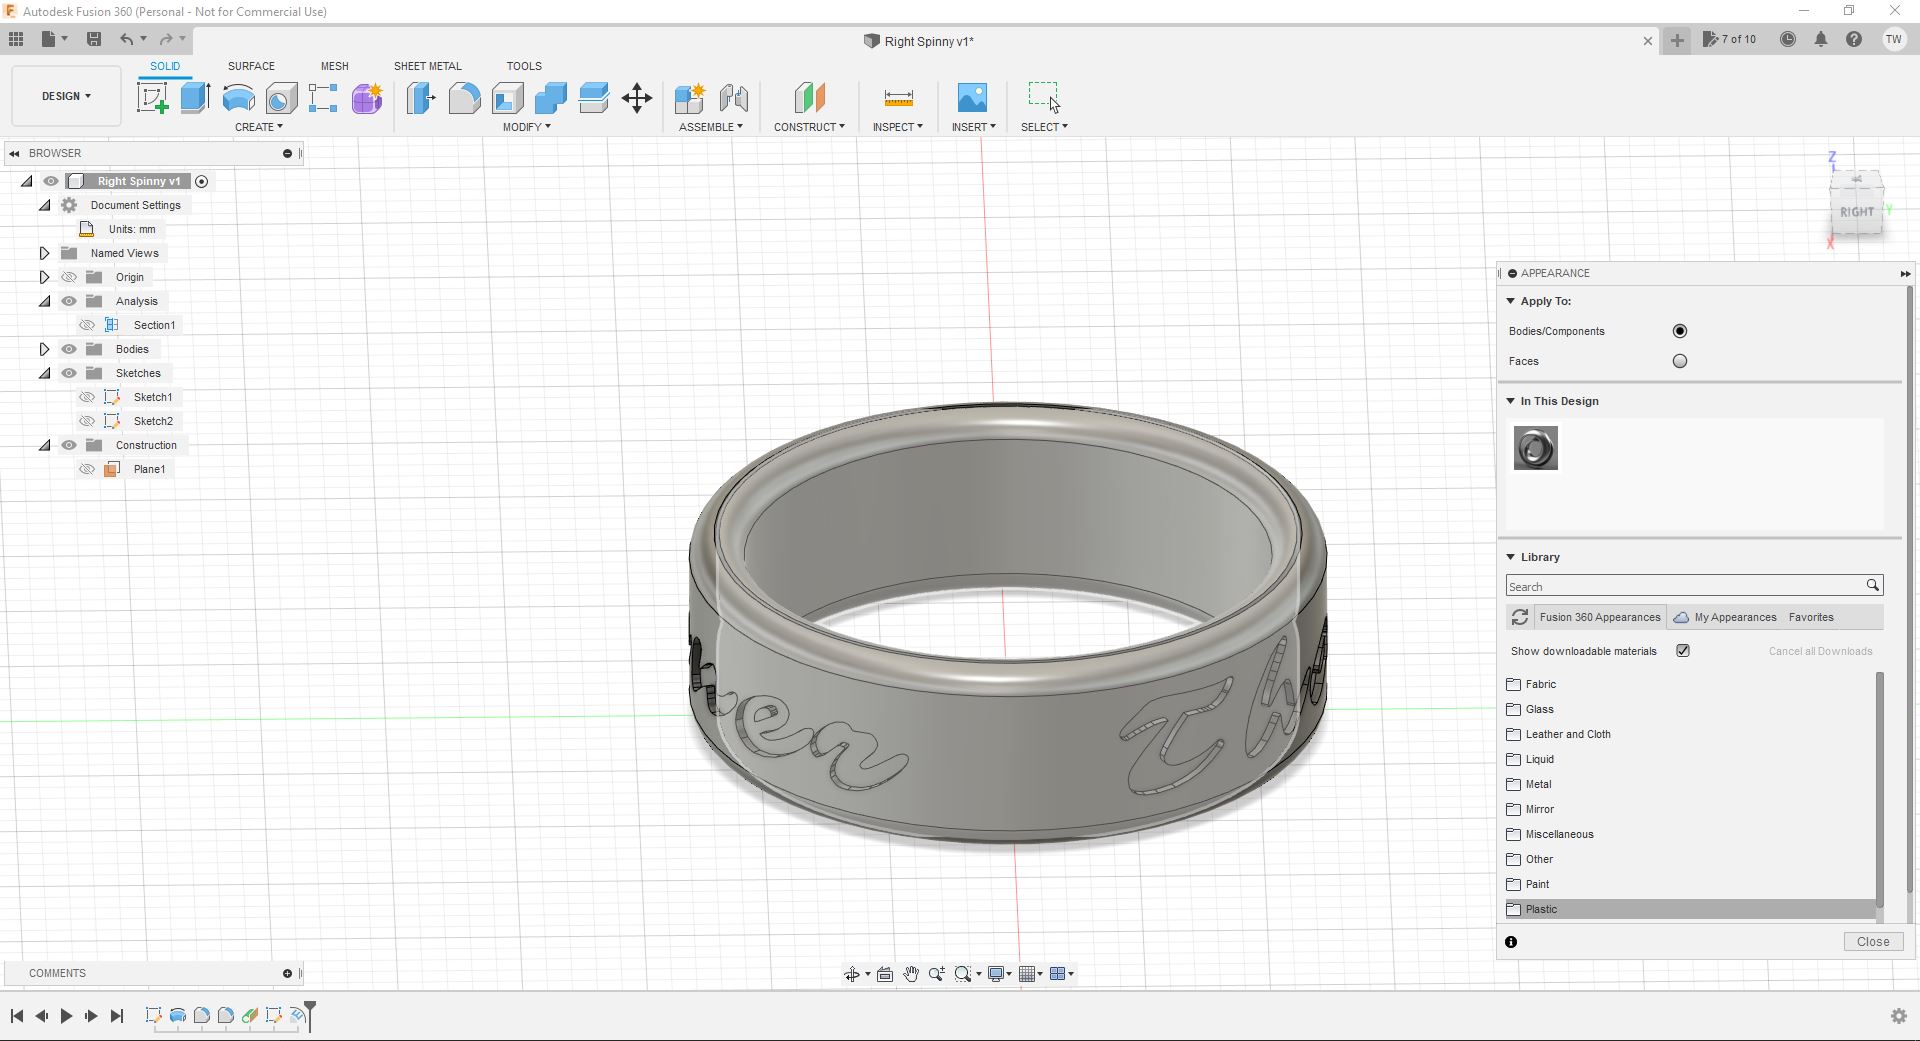 Autodesk Fusion 360 (Personal - Not for Commercial Use)
Right Spinny v1*
7 of 10
TW
DESIGN
SOLID SURFACE MESH SHEET METAL TOOLS
CREATE MODIFY ASSEMBLE CONSTRUCT INSPECT INSERT SELECT
BROWSER
Right Spinny v1
Document Settings
Units: mm
Named Views
Origin
Analysis
Section1
Bodies
Sketches
Sketch1
Sketch2
Construction
Plane1
Z
RIGHT
Y
X
APPEARANCE
Apply To:
Bodies/Components
Faces
In This Design
Library
Search
Fusion 360 Appearances My Appearances Favorites
Show downloadable materials Cancel all Downloads
Fabric
Glass
Leather and Cloth
Liquid
Metal
Mirror
Miscellaneous
Other
Paint
Plastic
Close
COMMENTS